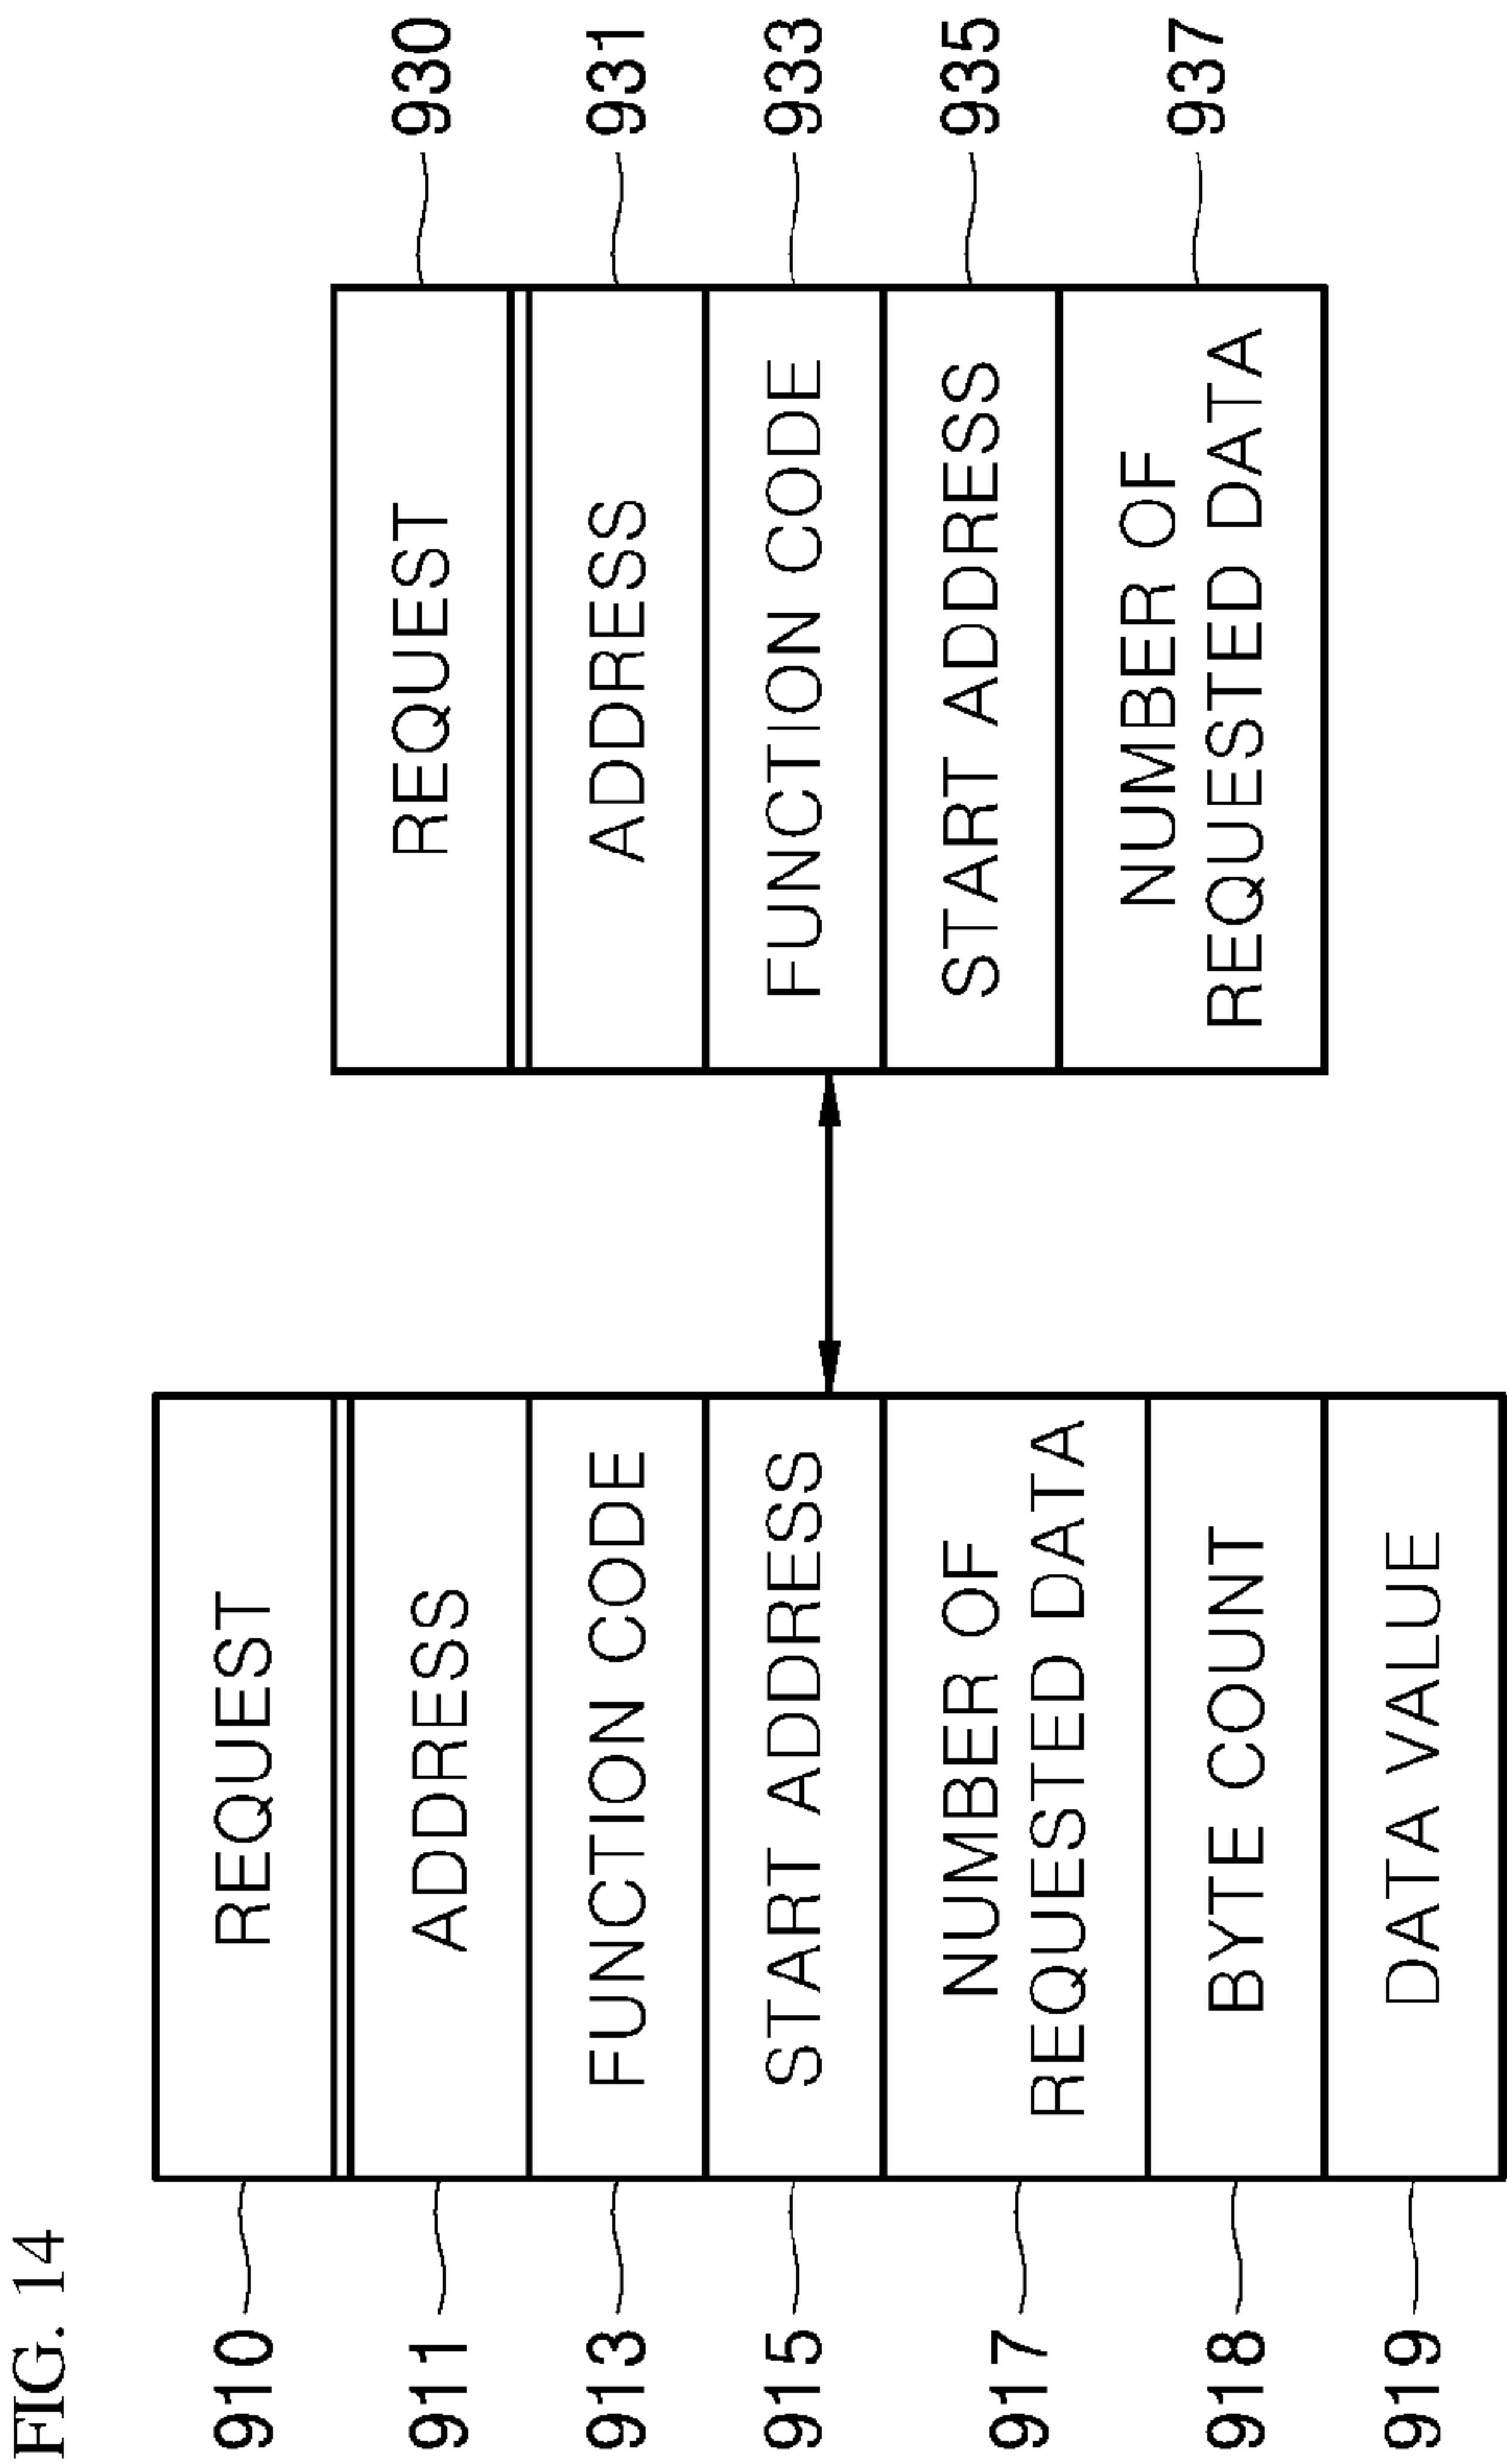 FIG. 14
910
REQUEST
911
ADDRESS
913
FUNCTION CODE
915
START ADDRESS
917
NUMBER OF
REQUESTED DATA
918
BYTE COUNT
919
DATA VALUE
REQUEST
930
ADDRESS
931
FUNCTION CODE
933
START ADDRESS
935
NUMBER OF
REQUESTED DATA
937